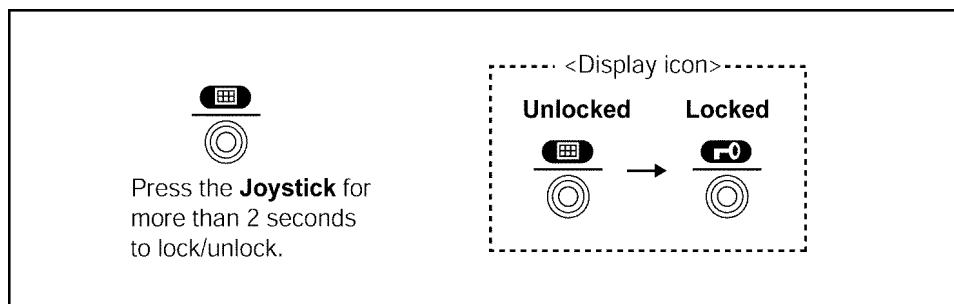 <Display icon>
Unlocked Locked
Press the Joystick for
more than 2 seconds
to lock/unlock.